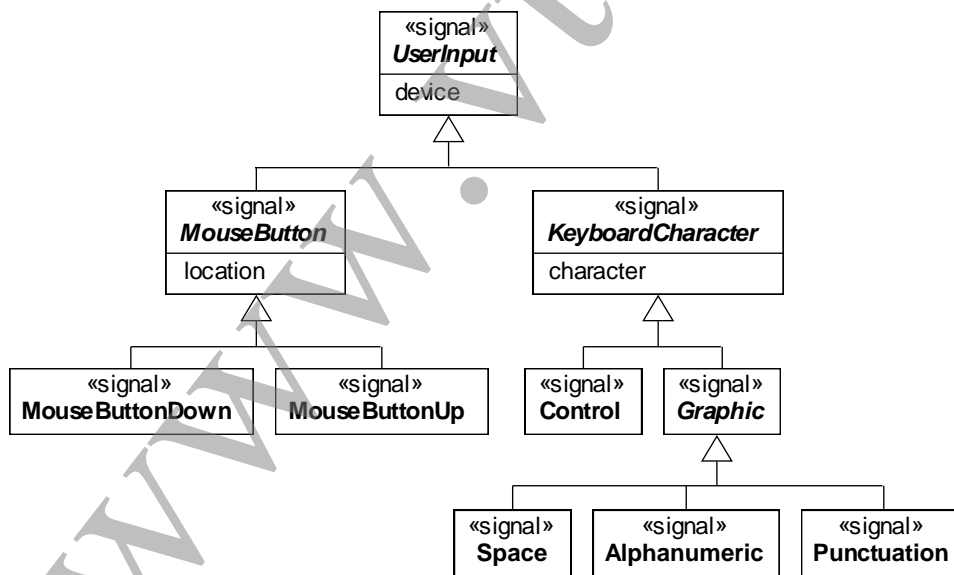 «signal»
UserInput
device
«signal»
MouseButton
location
«signal»
KeyboardCharacter
character
«signal»
MouseButtonDown
«signal»
MouseButtonUp
«signal»
Control
«signal»
Graphic
«signal»
Space
«signal»
Alphanumeric
«signal»
Punctuation
www.